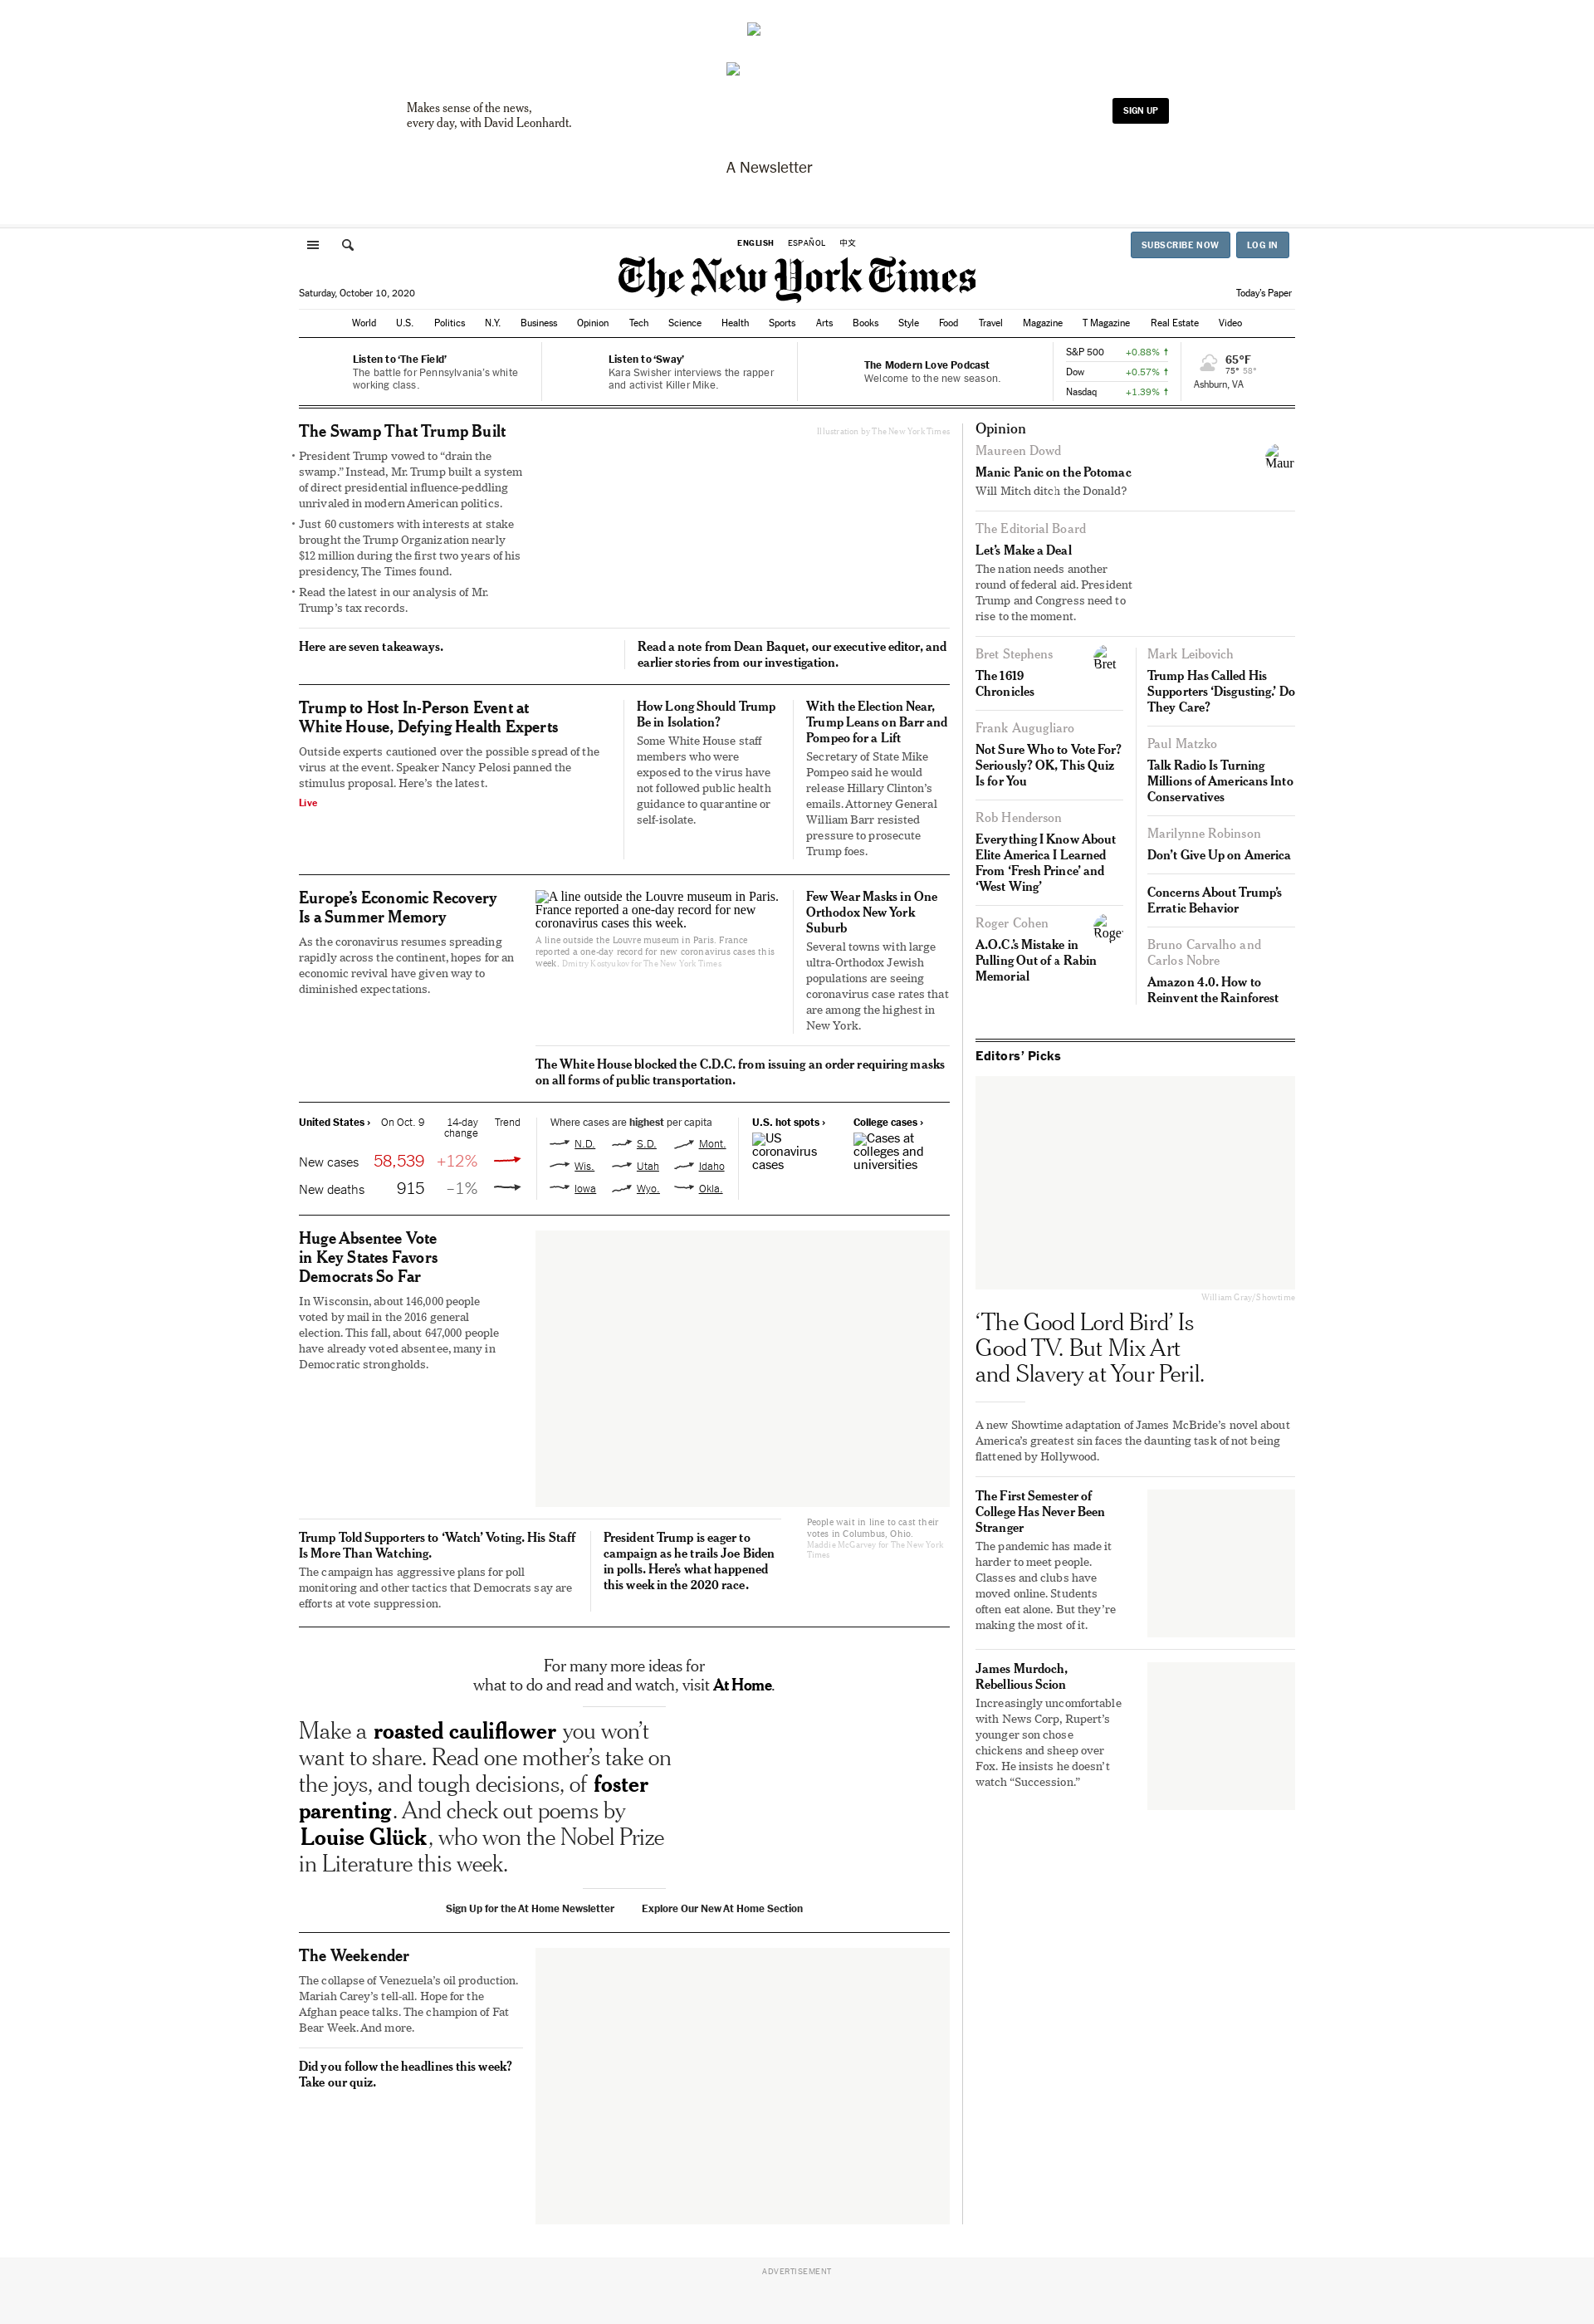 Makes sense of the news,
every day, with David Leonhardt.
SIGN UP
A Newsletter
ENGLISH ESPAÑOL 中文
SUBSCRIBE NOW LOG IN
The New York Times
Saturday, October 10, 2020
Today's Paper
World U.S. Politics N.Y. Business Opinion Tech Science Health Sports Arts Books Style Food Travel Magazine T Magazine Real Estate Video
Listen to ‘The Field’
The battle for Pennsylvania's white
working class.
Listen to ‘Sway’
Kara Swisher interviews the rapper
and activist Killer Mike.
The Modern Love Podcast
Welcome to the new season.
S&P 500 +0.88% ↑
Dow +0.57% ↑
Nasdaq +1.39% ↑
65°F
75° 58°
Ashburn, VA
The Swamp That Trump Built
• President Trump vowed to “drain the
swamp.” Instead, Mr. Trump built a system
of direct presidential influence-peddling
unrivaled in modern American politics.
• Just 60 customers with interests at stake
brought the Trump Organization nearly
$12 million during the first two years of his
presidency, The Times found.
• Read the latest in our analysis of Mr.
Trump’s tax records.
Illustration by The New York Times
Here are seven takeaways.
Read a note from Dean Baquet, our executive editor, and
earlier stories from our investigation.
Trump to Host In-Person Event at
White House, Defying Health Experts
Outside experts cautioned over the possible spread of the
virus at the event. Speaker Nancy Pelosi panned the
stimulus proposal. Here’s the latest.
Live
How Long Should Trump
Be in Isolation?
Some White House staff
members who were
exposed to the virus have
not followed public health
guidance to quarantine or
self-isolate.
With the Election Near,
Trump Leans on Barr and
Pompeo for a Lift
Secretary of State Mike
Pompeo said he would
release Hillary Clinton’s
emails. Attorney General
William Barr resisted
pressure to prosecute
Trump foes.
Europe’s Economic Recovery
Is a Summer Memory
As the coronavirus resumes spreading
rapidly across the continent, hopes for an
economic revival have given way to
diminished expectations.
A line outside the Louvre museum in Paris.
France reported a one-day record for new
coronavirus cases this week.
A line outside the Louvre museum in Paris. France
reported a one-day record for new coronavirus cases this
week. Dmitry Kostyukov for The New York Times
Few Wear Masks in One
Orthodox New York
Suburb
Several towns with large
ultra-Orthodox Jewish
populations are seeing
coronavirus case rates that
are among the highest in
New York.
The White House blocked the C.D.C. from issuing an order requiring masks
on all forms of public transportation.
United States › On Oct. 9 14-day
change Trend
New cases 58,539 +12%
New deaths 915 –1%
Where cases are highest per capita
N.D. S.D. Mont.
Wis. Utah Idaho
Iowa Wyo. Okla.
U.S. hot spots ›
US
coronavirus
cases
College cases ›
Cases at
colleges and
universities
Huge Absentee Vote
in Key States Favors
Democrats So Far
In Wisconsin, about 146,000 people
voted by mail in the 2016 general
election. This fall, about 647,000 people
have already voted absentee, many in
Democratic strongholds.
People wait in line to cast their
votes in Columbus, Ohio.
Maddie McGarvey for The New York
Times
Trump Told Supporters to ‘Watch’ Voting. His Staff
Is More Than Watching.
The campaign has aggressive plans for poll
monitoring and other tactics that Democrats say are
efforts at vote suppression.
President Trump is eager to
campaign as he trails Joe Biden
in polls. Here’s what happened
this week in the 2020 race.
For many more ideas for
what to do and read and watch, visit At Home.
Make a roasted cauliflower you won’t
want to share. Read one mother’s take on
the joys, and tough decisions, of foster
parenting. And check out poems by
Louise Glück, who won the Nobel Prize
in Literature this week.
Sign Up for the At Home Newsletter Explore Our New At Home Section
The Weekender
The collapse of Venezuela’s oil production.
Mariah Carey’s tell-all. Hope for the
Afghan peace talks. The champion of Fat
Bear Week. And more.
Did you follow the headlines this week?
Take our quiz.
Opinion
Maureen Dowd
Manic Panic on the Potomac
Will Mitch ditch the Donald?
Maur
The Editorial Board
Let’s Make a Deal
The nation needs another
round of federal aid. President
Trump and Congress need to
rise to the moment.
Bret Stephens
The 1619
Chronicles
Bret
Frank Augugliaro
Not Sure Who to Vote For?
Seriously? OK, This Quiz
Is for You
Rob Henderson
Everything I Know About
Elite America I Learned
From ‘Fresh Prince’ and
‘West Wing’
Roger Cohen
A.O.C.’s Mistake in
Pulling Out of a Rabin
Memorial
Roger
Mark Leibovich
Trump Has Called His
Supporters ‘Disgusting.’ Do
They Care?
Paul Matzko
Talk Radio Is Turning
Millions of Americans Into
Conservatives
Marilynne Robinson
Don’t Give Up on America
Concerns About Trump’s
Erratic Behavior
Bruno Carvalho and
Carlos Nobre
Amazon 4.0. How to
Reinvent the Rainforest
Editors’ Picks
William Gray/Showtime
‘The Good Lord Bird’ Is
Good TV. But Mix Art
and Slavery at Your Peril.
A new Showtime adaptation of James McBride’s novel about
America’s greatest sin faces the daunting task of not being
flattened by Hollywood.
The First Semester of
College Has Never Been
Stranger
The pandemic has made it
harder to meet people.
Classes and clubs have
moved online. Students
often eat alone. But they’re
making the most of it.
James Murdoch,
Rebellious Scion
Increasingly uncomfortable
with News Corp, Rupert’s
younger son chose
chickens and sheep over
Fox. He insists he doesn’t
watch “Succession.”
ADVERTISEMENT